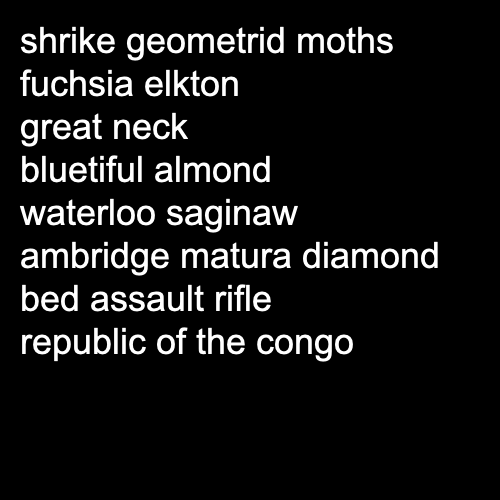 shrike geometrid moths
fuchsia elkton
great neck
bluetiful almond
waterloo saginaw
ambridge matura diamond
bed assault rifle
republic of the congo